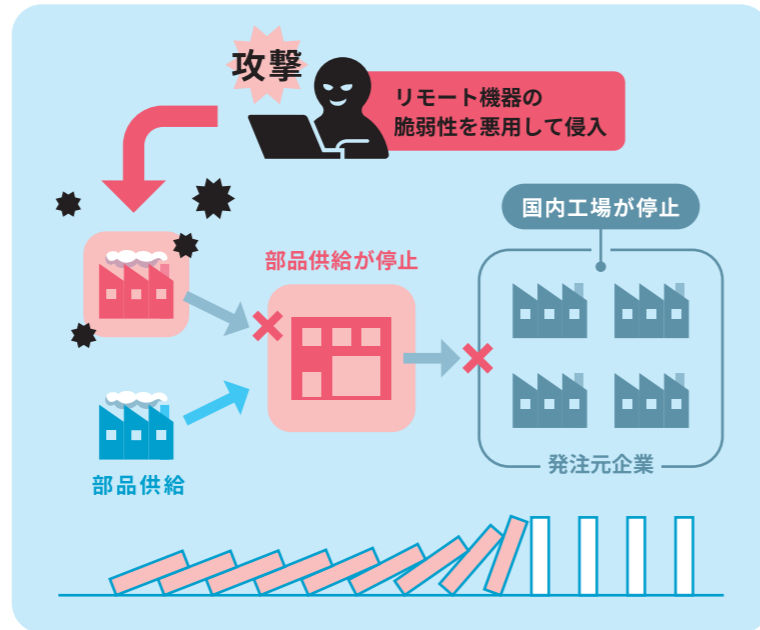 攻撃
リモート機器の
脆弱性を悪用して侵入
国内工場が停止
部品供給が停止
発注元企業
部品供給